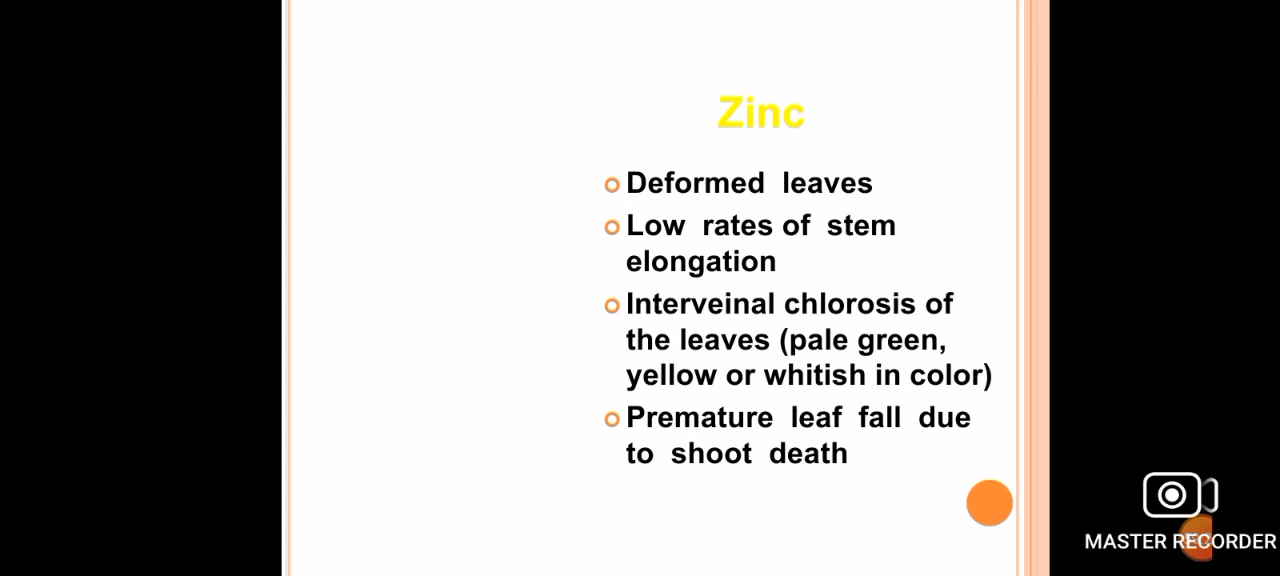 Zinc
Deformed leaves
Low rates of stem
elongation
Interveinal chlorosis of
the leaves (pale green,
yellow or whitish in color)
Premature leaf fall due
to shoot death
MASTER RECORDER